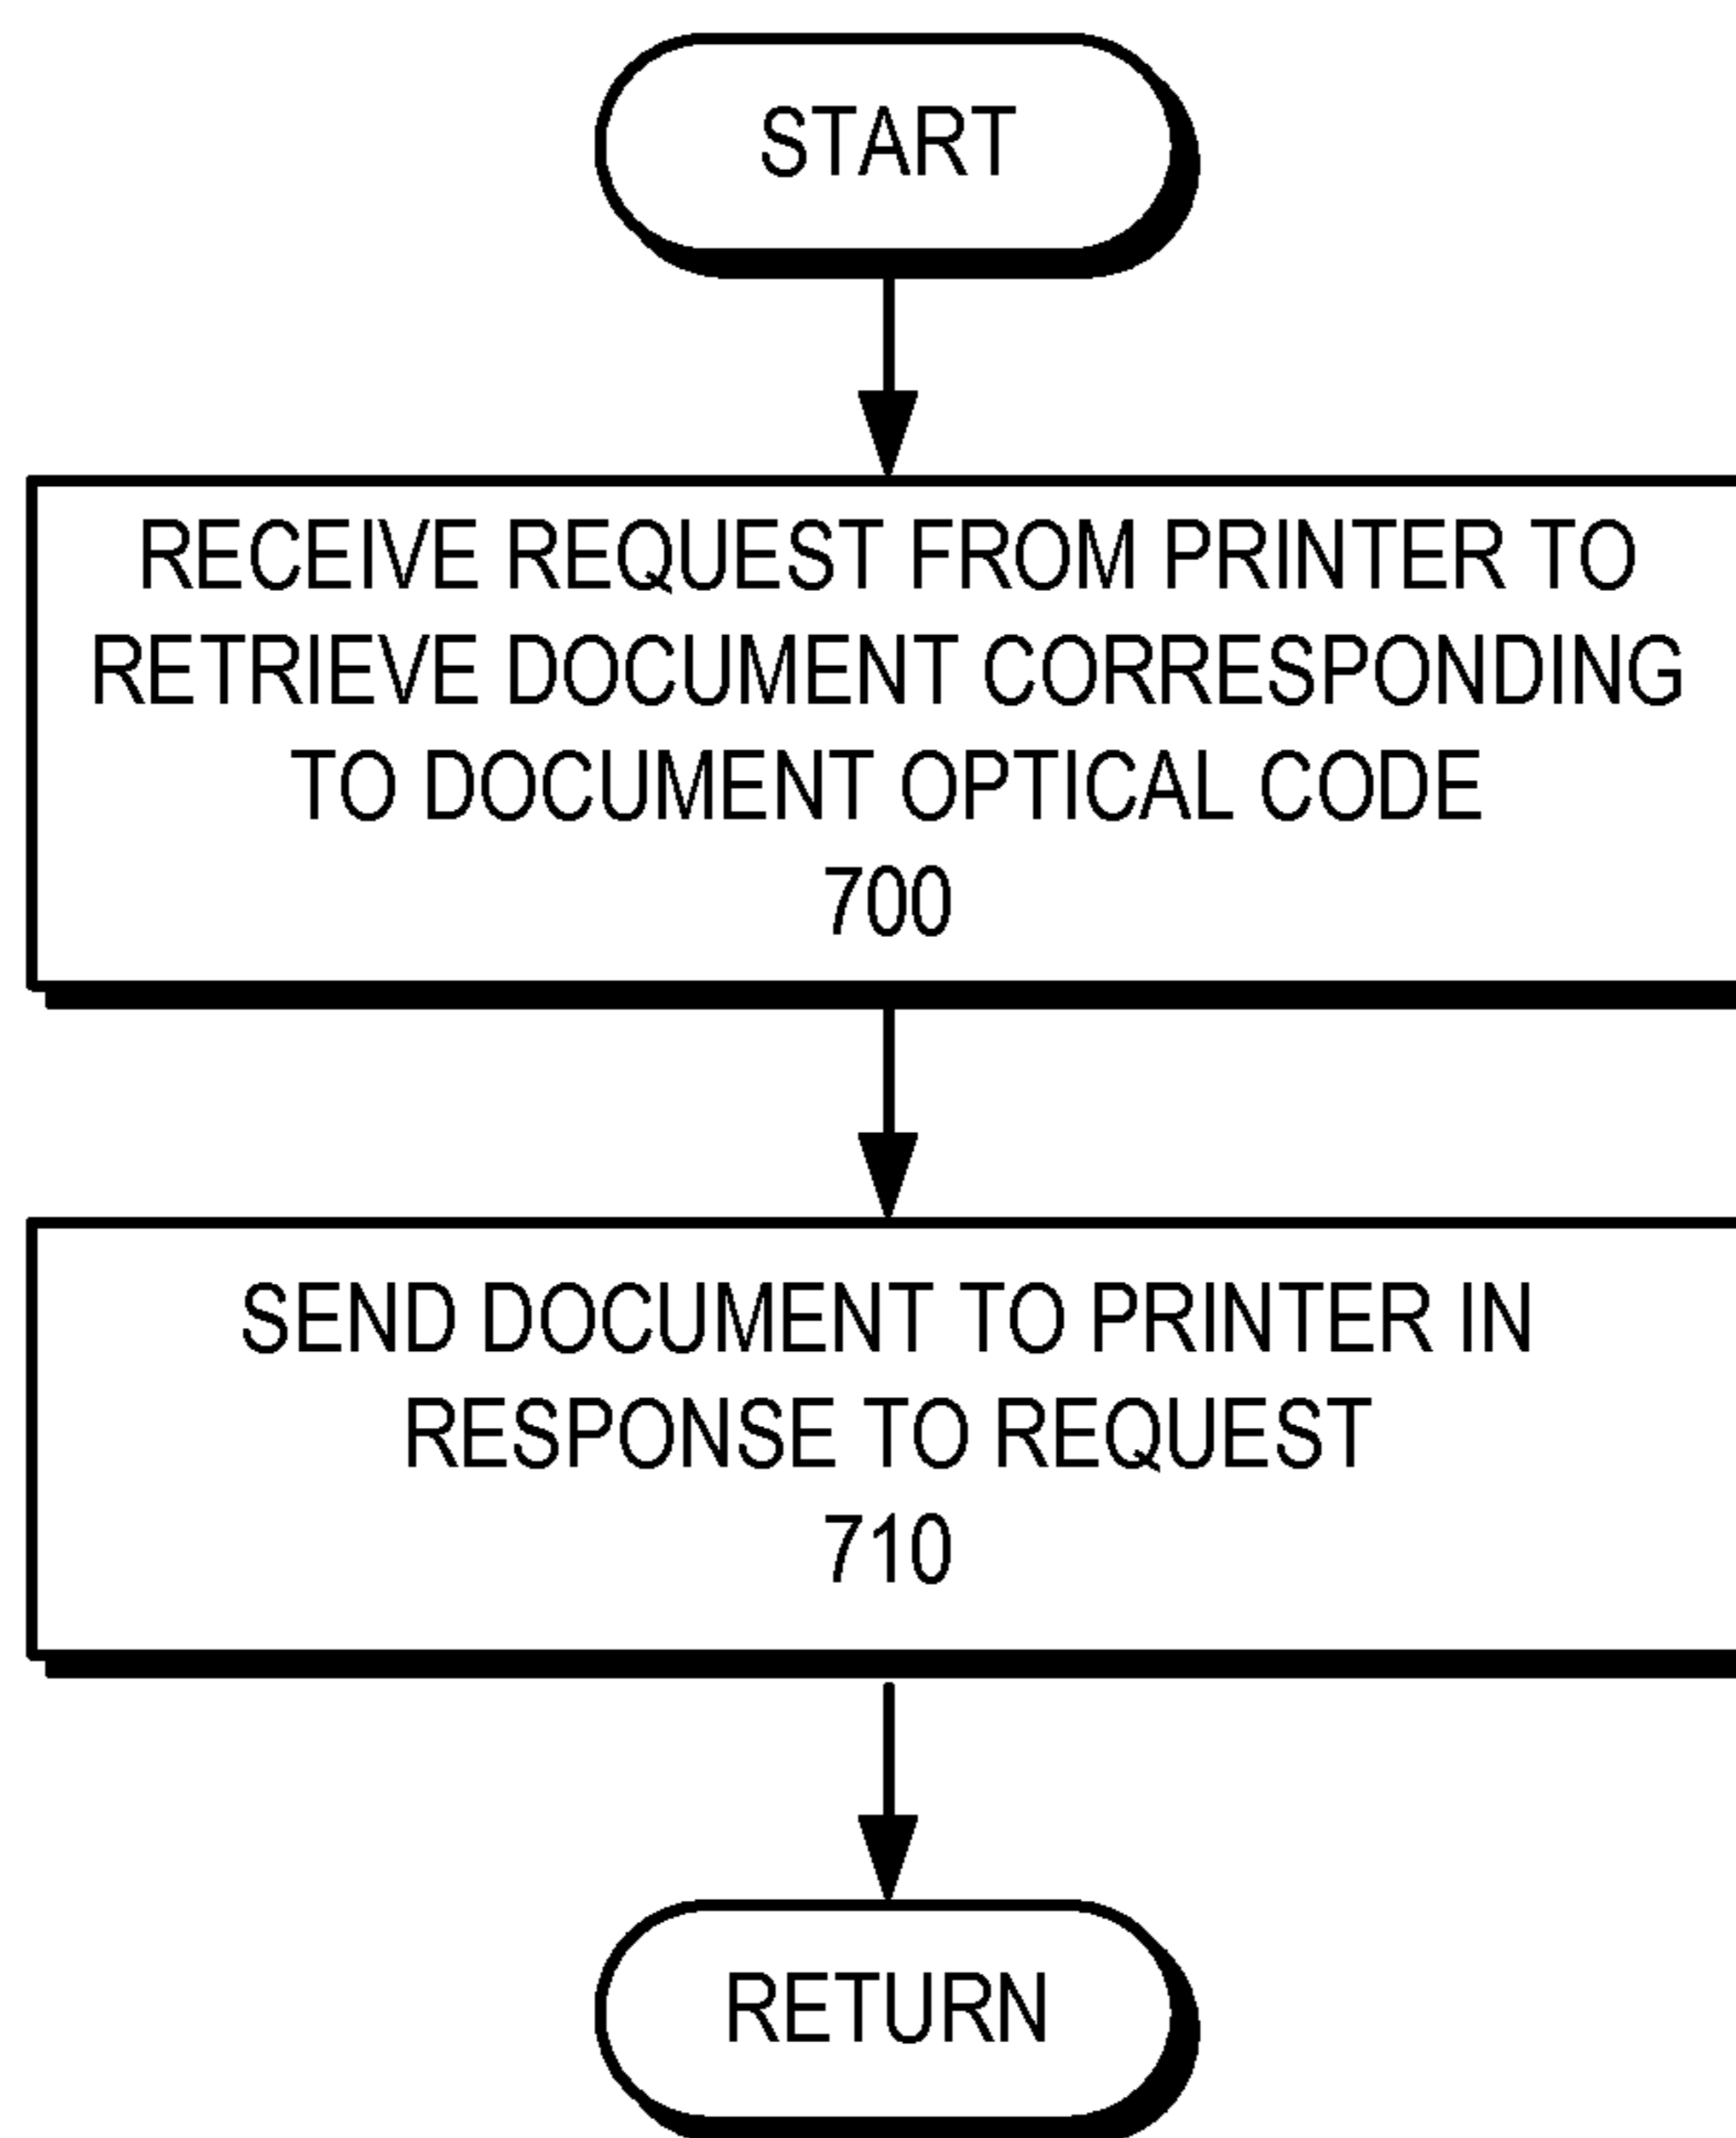 START
RECEIVE REQUEST FROM PRINTER TO
RETRIEVE DOCUMENT CORRESPONDING
TO DOCUMENT OPTICAL CODE
700
SEND DOCUMENT TO PRINTER IN
RESPONSE TO REQUEST
710
RETURN